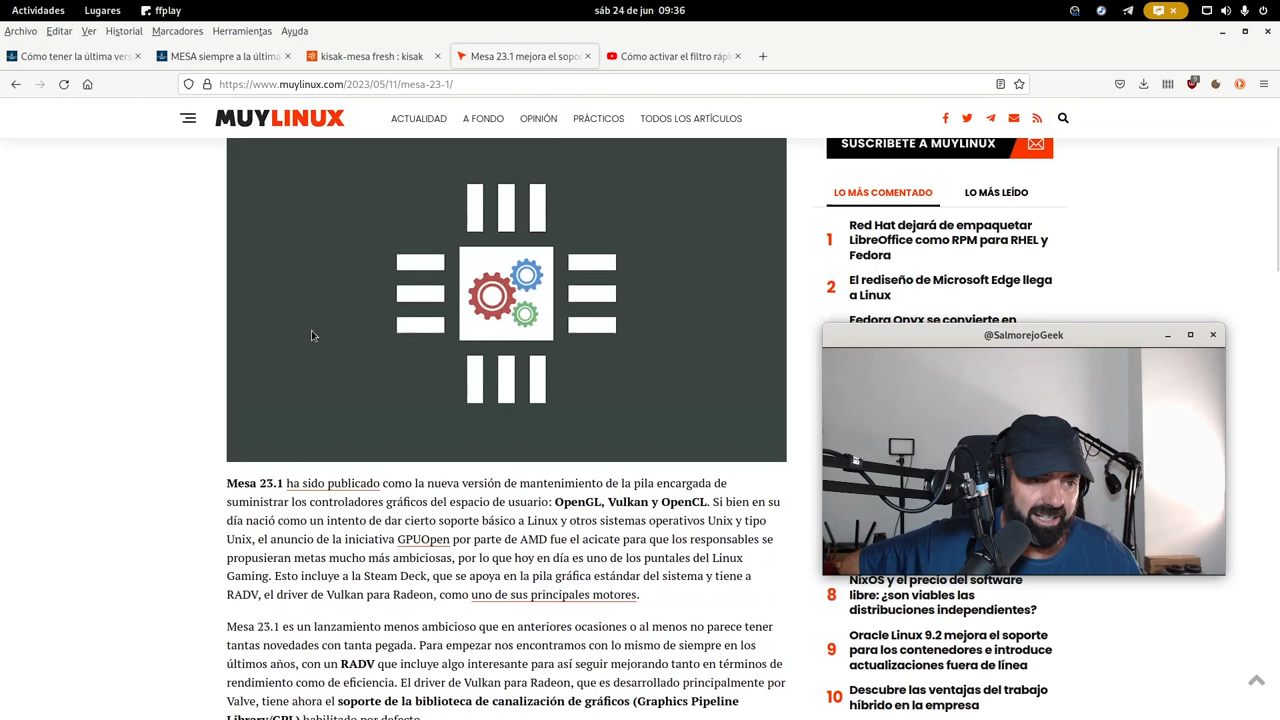 Actividades Lugares ffplay sáb 24 de jun 09:36
Archivo Editar Ver Historial Marcadores Herramientas Ayuda
Cómo tener la última vers MESA siempre a la última kisak-mesa fresh : kisak Mesa 23.1 mejora el sopor Cómo activar el filtro rápi
https://www.muylinux.com/2023/05/11/mesa-23-1/
MUYLINUX ACTUALIDAD A FONDO OPINIÓN PRÁCTICOS TODOS LOS ARTÍCULOS
Mesa 23.1 ha sido publicado como la nueva versión de mantenimiento de la pila encargada de
suministrar los controladores gráficos del espacio de usuario: OpenGL, Vulkan y OpenCL. Si bien en su
día nació como un intento de dar cierto soporte básico a Linux y otros sistemas operativos Unix y tipo
Unix, el anuncio de la iniciativa GPUOpen por parte de AMD fue el acicate para que los responsables se
propusieran metas mucho más ambiciosas, por lo que hoy en día es uno de los puntales del Linux
Gaming. Esto incluye a la Steam Deck, que se apoya en la pila gráfica estándar del sistema y tiene a
RADV, el driver de Vulkan para Radeon, como uno de sus principales motores.
Mesa 23.1 es un lanzamiento menos ambicioso que en anteriores ocasiones o al menos no parece tener
tantas novedades con tanta pegada. Para empezar nos encontramos con lo mismo de siempre en los
últimos años, con un RADV que incluye algo interesante para así seguir mejorando tanto en términos de
rendimiento como de eficiencia. El driver de Vulkan para Radeon, que es desarrollado principalmente por
Valve, tiene ahora el soporte de la biblioteca de canalización de gráficos (Graphics Pipeline
Library/GPL) habilitado por defecto.
SUSCRÍBETE A MUYLINUX
LO MÁS COMENTADO LO MÁS LEÍDO
1 Red Hat dejará de empaquetar
LibreOffice como RPM para RHEL y
Fedora
2 El rediseño de Microsoft Edge llega
a Linux
Fedora Onyx se convierte en
@SalmorejoGeek
8 NixOS y el precio del software
libre: ¿son viables las
distribuciones independientes?
9 Oracle Linux 9.2 mejora el soporte
para los contenedores e introduce
actualizaciones fuera de línea
10 Descubre las ventajas del trabajo
híbrido en la empresa